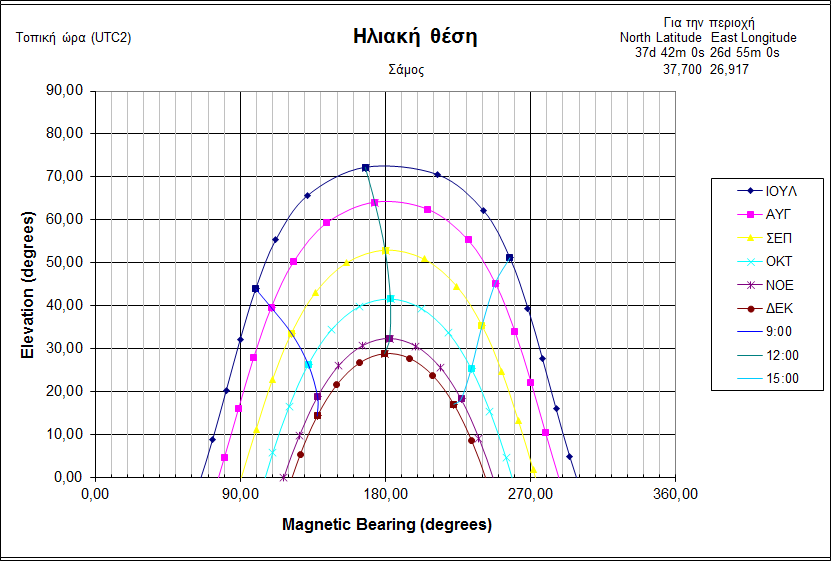 Τοπική ώρα (UTC2)
Ηλιακή θέση
Για την περιοχή
North Latitude East Longitude
37d 42m 0s 26d 55m 0s
Σάμος
37,700 26,917
90,00
80,00
70,00
60,00
50,00
40,00
30,00
20,00
10,00
0,00
Elevation (degrees)
0,00 90,00 180,00 270,00 360,00
Magnetic Bearing (degrees)
ΙΟΥΛ
ΑΥΓ
ΣΕΠ
ΟΚΤ
ΝΟΕ
ΔΕΚ
9:00
12:00
15:00